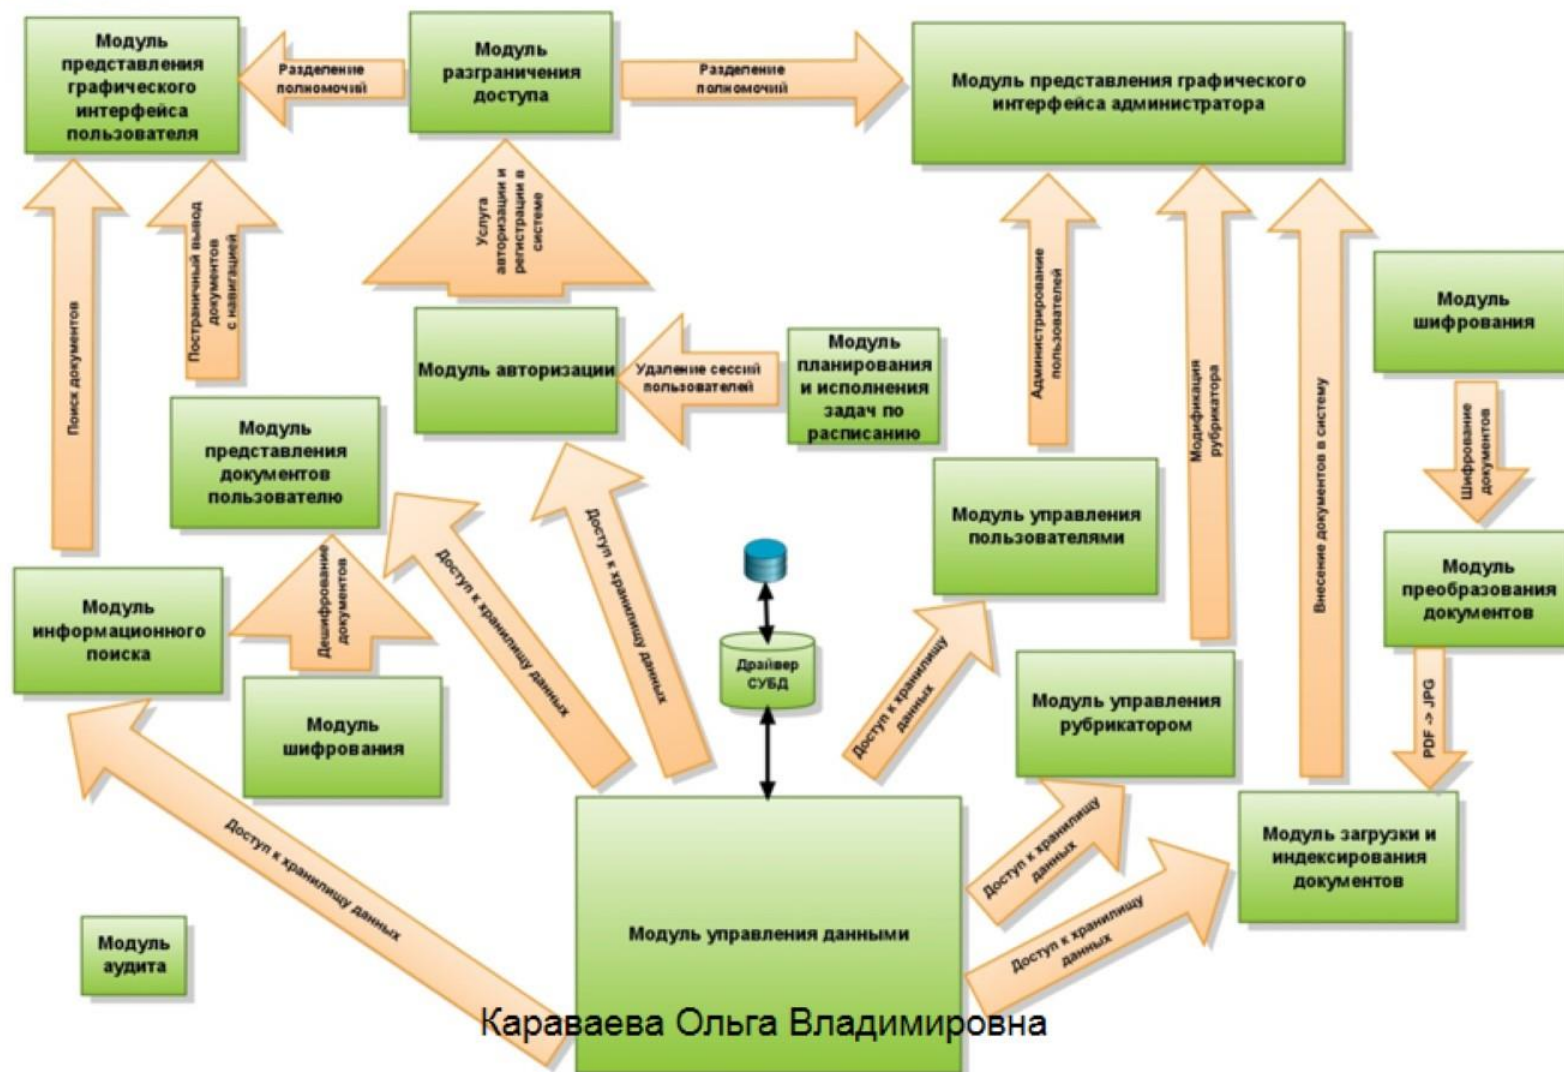 Модуль
представления
графического
интерфейса
пользователя
Разделение
полномочий
Модуль
разграничения
доступа
Разделение
полномочий
Модуль представления графического
интерфейса администратора
Поиск документов
Постраничный вывод
документов
с навигацией
Услуга
авторизации и
регистрации в
системе
Администрирование
пользователей
Модификация
рубрикатора
Внесение документов в систему
Модуль
шифрования
Модуль авторизации
Удаление сессий
пользователей
Модуль
планирования
и исполнения
задач по
расписанию
Шифрование
документов
Модуль
представления
документов
пользователю
Модуль управления
пользователями
Модуль
преобразования
документов
Дешифрование
документов
Доступ к хранилищу данных
Доступ к хранилищу данных
Модуль
информационного
поиска
Драйвер
СУБД
Доступ к хранилищу
данных
Модуль управления
рубрикатором
PDF -> JPG
Модуль
шифрования
Доступ к хранилищу данных
Доступ к хранилищу
данных
Модуль загрузки и
индексирования
документов
Доступ к хранилищу
данных
Модуль управления данными
Модуль
аудита
Караваева Ольга Владимировна